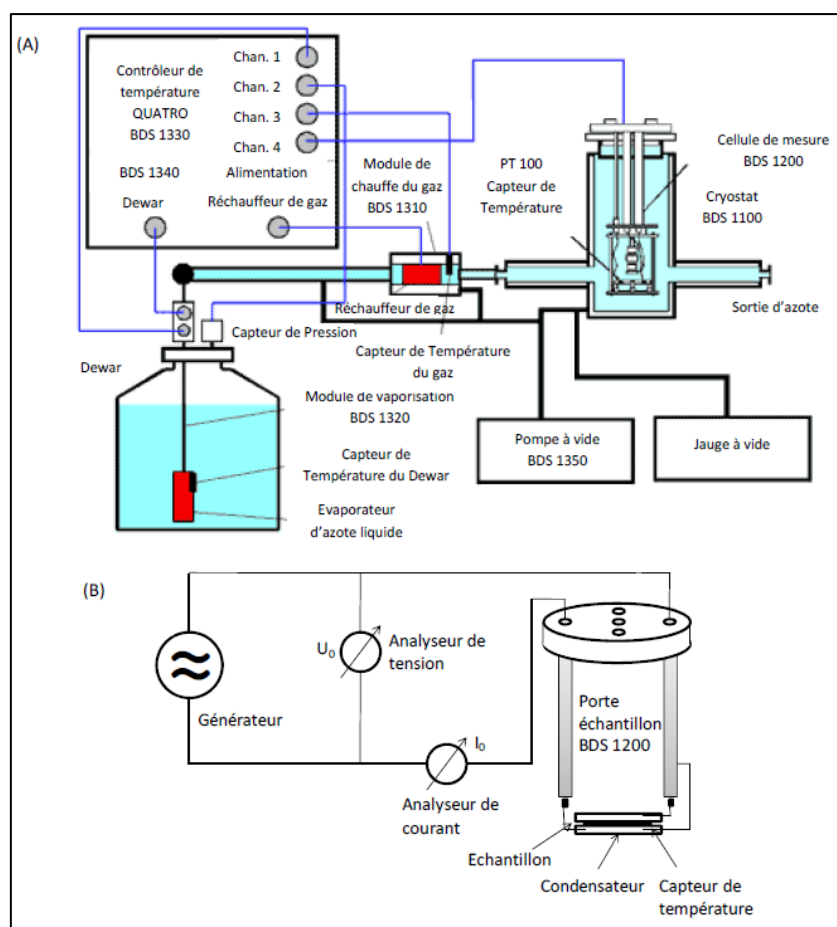 (A)
Contrôleur de
température
QUATRO
BDS 1330
Chan. 1
Chan. 2
Chan. 3
Chan. 4
BDS 1340
Alimentation
Dewar
Réchauffeur de gaz
Module de
chauffe du gaz
BDS 1310
PT 100
Capteur de
Température
Cellule de mesure
BDS 1200
Cryostat
BDS 1100
Sortie d'azote
Réchauffeur de gaz
Capteur de Pression
Capteur de Température
du gaz
Dewar
Module de vaporisation
BDS 1320
Capteur de
Température du Dewar
Evaporateur
d'azote liquide
Pompe à vide
BDS 1350
Jauge à vide
(B)
U0
Analyseur de
tension
Générateur
I0
Analyseur de
courant
Porte
échantillon
BDS 1200
Echantillon
Condensateur
Capteur de
température